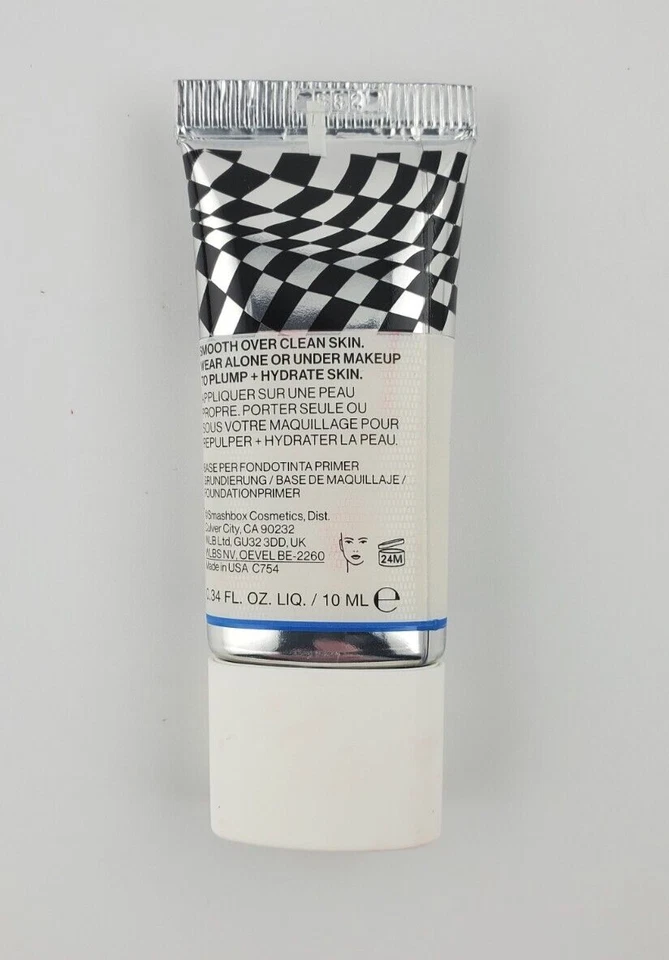 SMOOTH OVER CLEAN SKIN.
WEAR ALONE OR UNDER MAKEUP
TO PLUMP + HYDRATE SKIN.
APPLIQUER SUR UNE PEAU
PROPRE. PORTER SEULE OU
SOUS VOTRE MAQUILLAGE POUR
REPULPER + HYDRATER LA PEAU.
BASE PER FONDOTINTA PRIMER
GRUNDIERUNG / BASE DE MAQUILLAJE /
FOUNDATIONPRIMER
Smashbox Cosmetics, Dist.
Culver City, CA 90232
Ltd, GU32 3DD, UK
NV, OEVEL BE-2260
Made in USA C754
24M
0.34 FL. OZ. LIQ. / 10 ML e